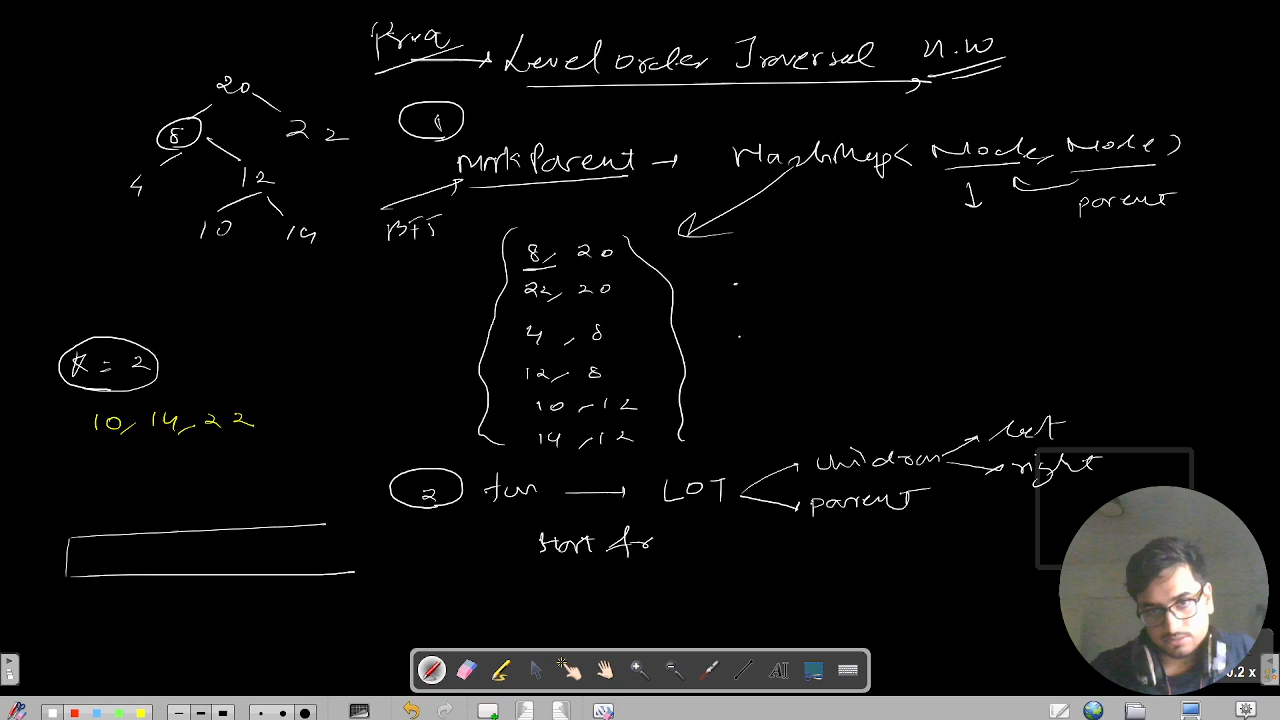 Level Order Traversal H.W
20
8
22
4
12
10 14
1
MarkParent → HashMap< Node, Node >
parent
8, 20
22, 20
4, 8
12, 8
10, 12
14, 12
K = 2
10, 14, 22
2 fun → LOT
children
left
right
parent
start fr
AI